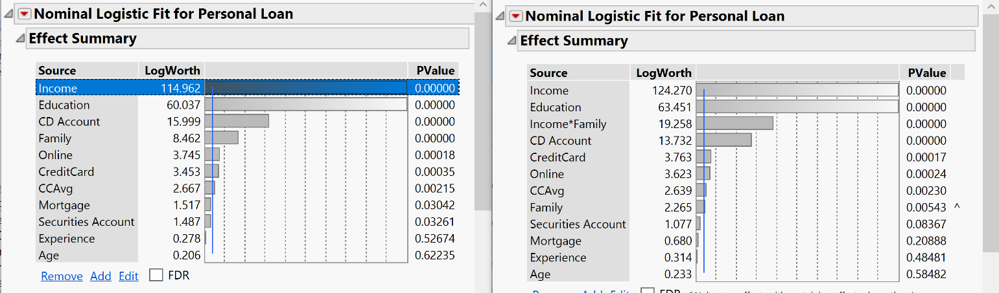 Nominal Logistic Fit for Personal Loan
Effect Summary
Source LogWorth PValue
Income 114.962 0.00000
Education 60.037 0.00000
CD Account 15.999 0.00000
Family 8.462 0.00000
Online 3.745 0.00018
CreditCard 3.453 0.00035
CCAvg 2.667 0.00215
Mortgage 1.517 0.03042
Securities Account 1.487 0.03261
Experience 0.278 0.52674
Age 0.206 0.62235
Remove Add Edit FDR
Nominal Logistic Fit for Personal Loan
Effect Summary
Source LogWorth PValue
Income 124.270 0.00000
Education 63.451 0.00000
Income*Family 19.258 0.00000
CD Account 13.732 0.00000
CreditCard 3.763 0.00017
Online 3.623 0.00024
CCAvg 2.639 0.00230
Family 2.265 0.00543 ^
Securities Account 1.077 0.08367
Mortgage 0.680 0.20888
Experience 0.314 0.48481
Age 0.233 0.58482